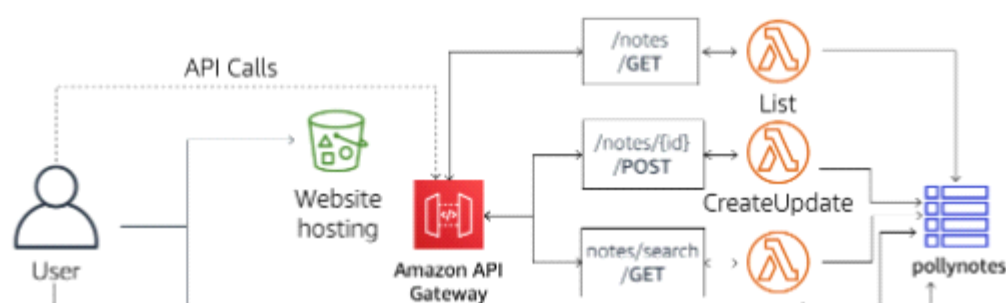 API Calls
/notes
/GET
List
Website
hosting
/notes/{id}
/POST
CreateUpdate
User
Amazon API
Gateway
notes/search
/GET
pollynotes